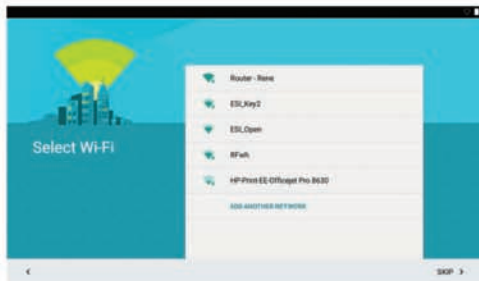 Select Wi-Fi
Router - Rene
ESI_Key2
ESI_Open
RFwh
HP-Print-EE-Officejet Pro 8630
ADD ANOTHER NETWORK
SKIP